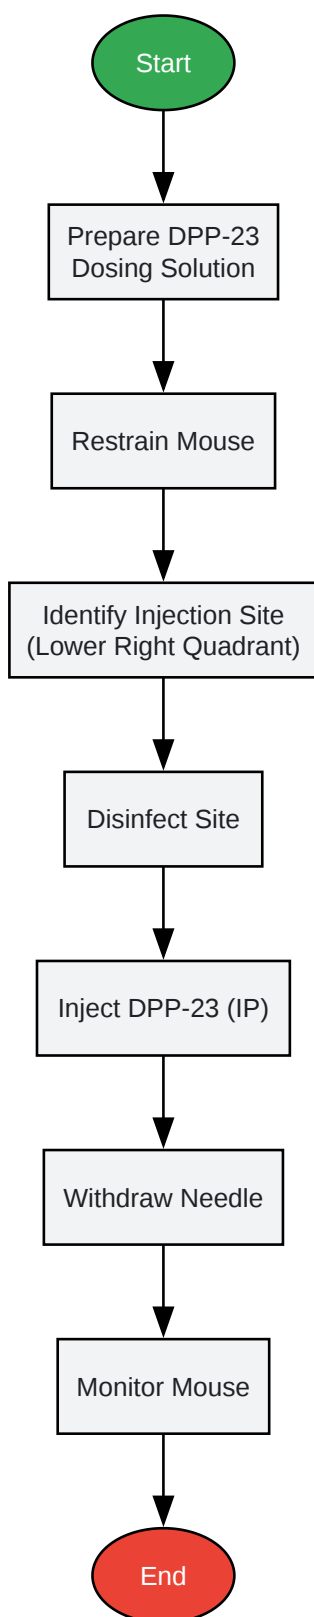 Start
Prepare DPP-23
Dosing Solution
Restrain Mouse
Identify Injection Site
(Lower Right Quadrant)
Disinfect Site
Inject DPP-23 (IP)
Withdraw Needle
Monitor Mouse
End